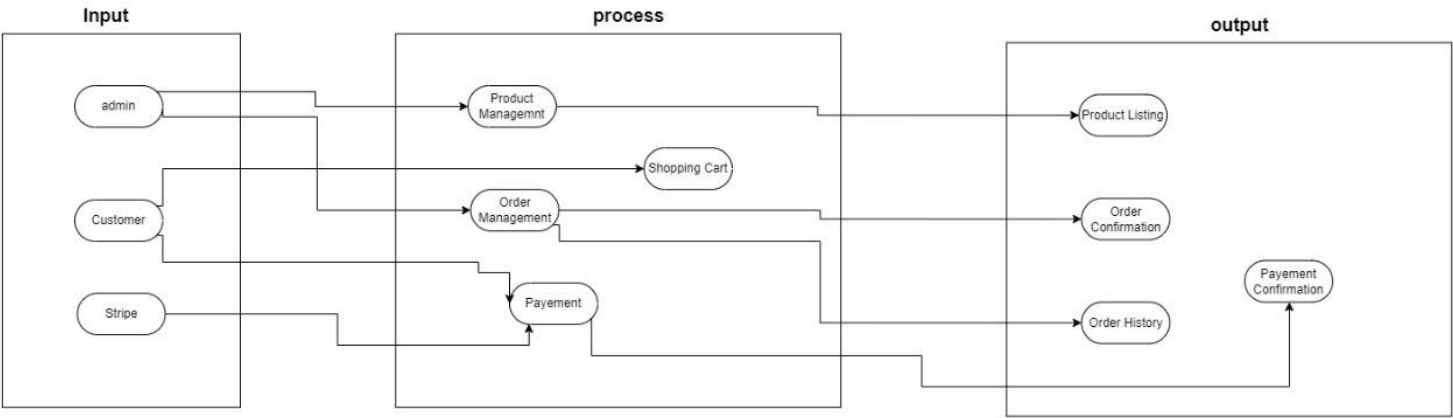 Input
process
output
admin
Product
Managemnt
Product Listing
Shopping Cart
Customer
Order
Management
Order
Confirmation
Payement
Confirmation
Stripe
Payement
Order History